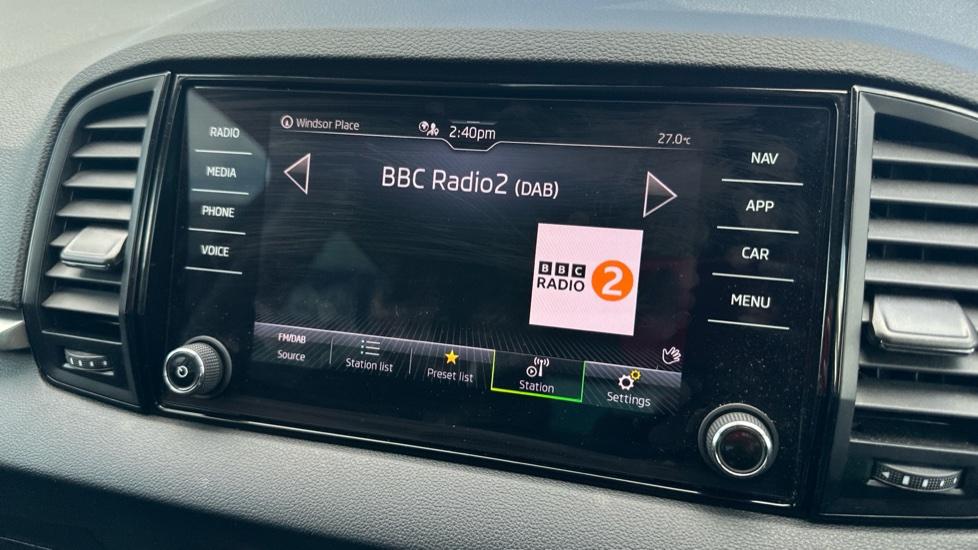 RADIO
MEDIA
PHONE
VOICE
Windsor Place
2:40pm
27.0°C
BBC Radio2 (DAB)
BBC
RADIO 2
FM/DAB
Source
Station list
Preset list
Station
Settings
NAV
APP
CAR
MENU